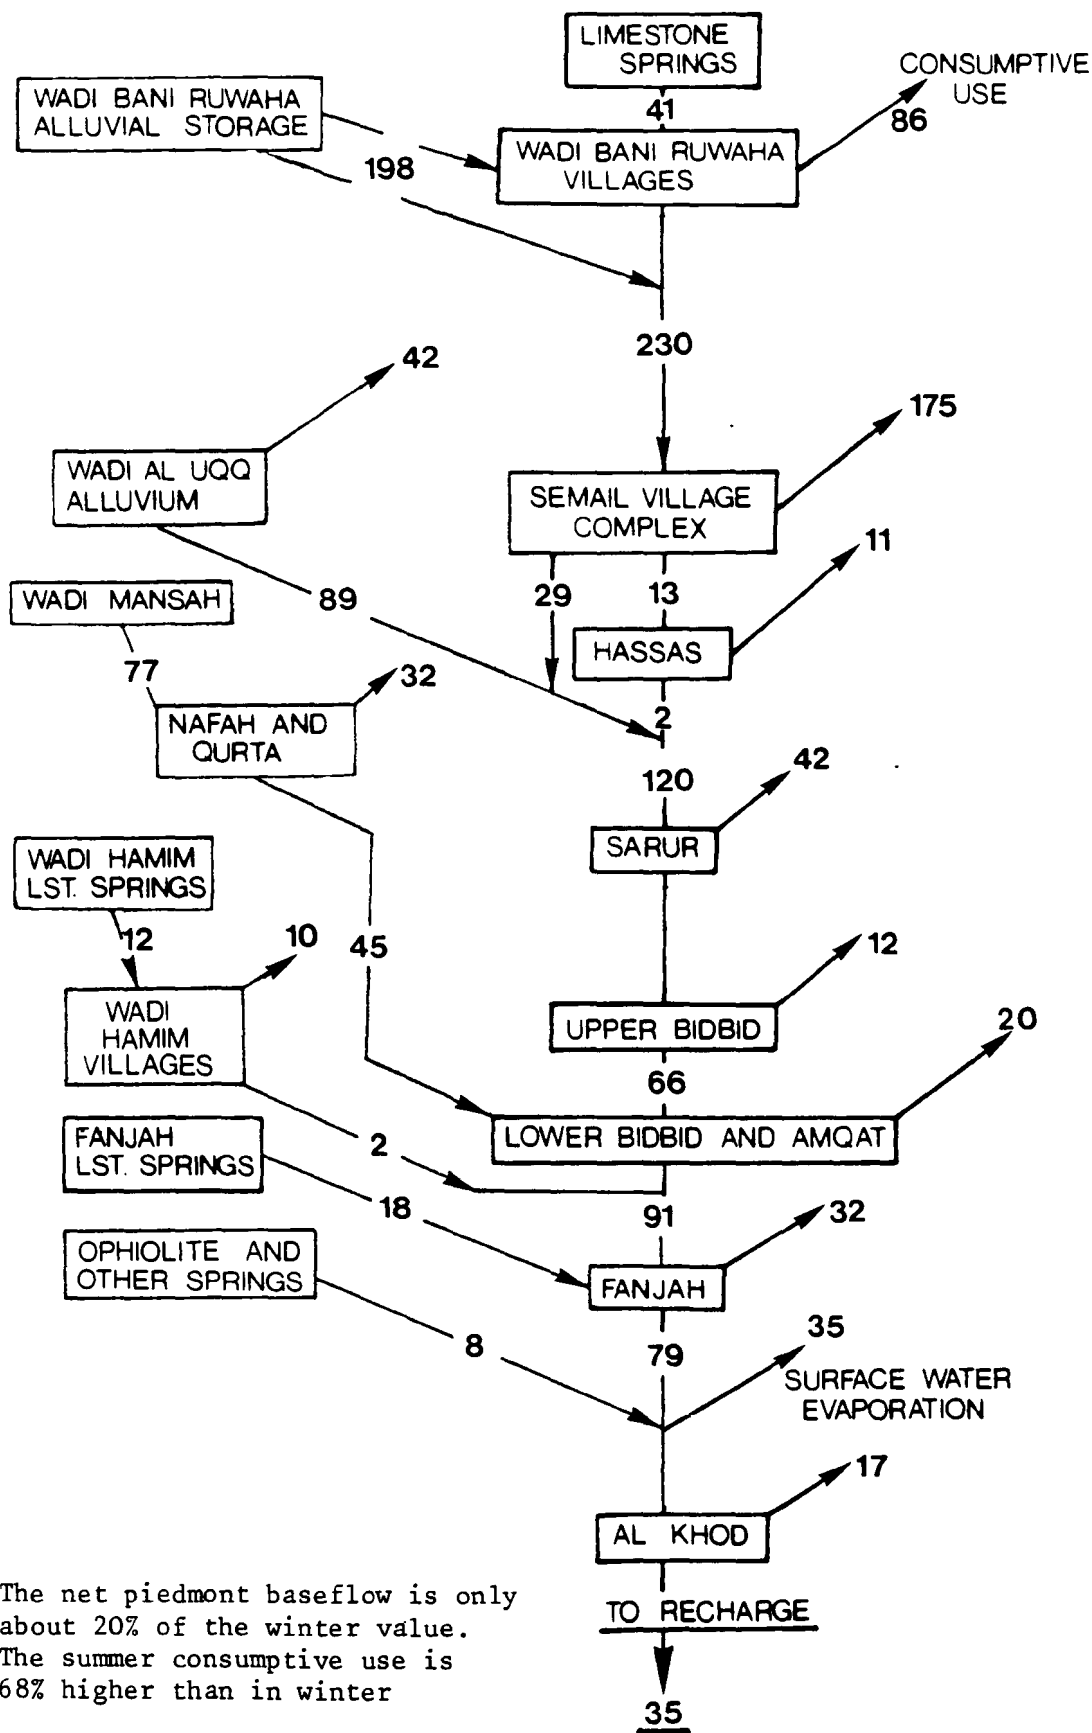 LIMESTONE
SPRINGS
CONSUMPTIVE
USE
86
WADI BANI RUWAHA
ALLUVIAL STORAGE
41
WADI BANI RUWAHA
VILLAGES
198
230
42
175
WADI AL UQQ
ALLUVIUM
SEMAIL VILLAGE
COMPLEX
11
29
13
WADI MANSAH
89
HASSAS
77
32
2
NAFAH AND
QURTA
120
42
SARUR
WADI HAMIM
LST. SPRINGS
12
10
45
12
WADI
HAMIM
VILLAGES
UPPER BIDBID
20
66
FANJAH
LST. SPRINGS
2
LOWER BIDBID AND AMQAT
18
91
32
OPHIOLITE AND
OTHER SPRINGS
FANJAH
8
79
35
SURFACE WATER
EVAPORATION
17
AL KHOD
The net piedmont baseflow is only
about 20% of the winter value.
The summer consumptive use is
68% higher than in winter
TO RECHARGE
35